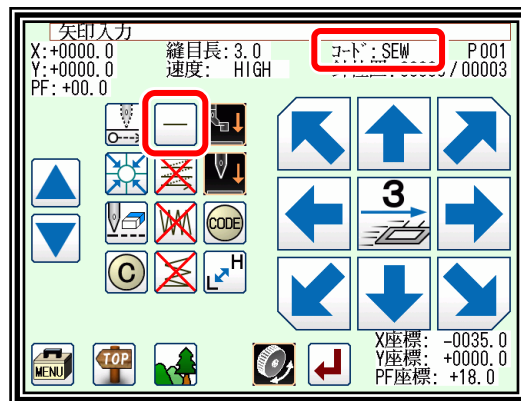 矢印入力
X:+0000.0 縫目長:3.0 コード:SEW P001
Y:+0000.0 速度: HIGH /00003
PF:+00.0
CODE
C L H
3
X座標: -0035.0
Y座標: +0000.0
PF座標: +18.0
MENU TOP